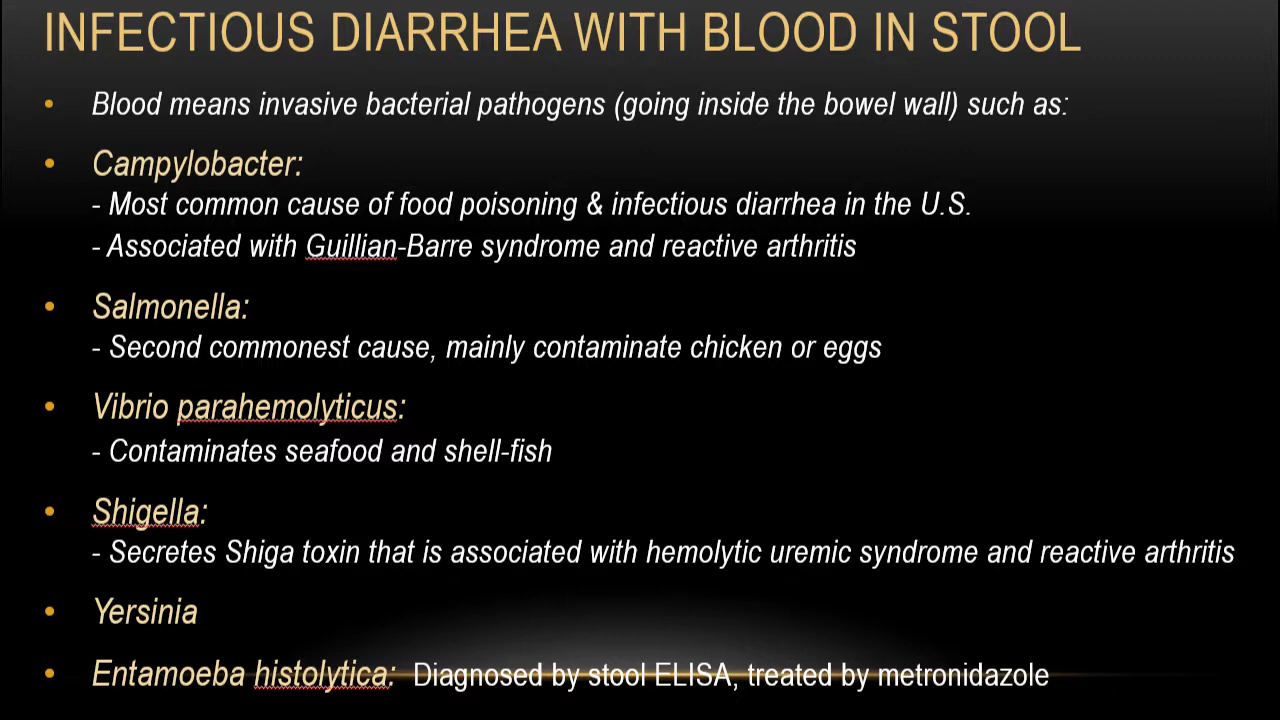 INFECTIOUS DIARRHEA WITH BLOOD IN STOOL
• Blood means invasive bacterial pathogens (going inside the bowel wall) such as:
• Campylobacter:
- Most common cause of food poisoning & infectious diarrhea in the U.S.
- Associated with Guillian-Barre syndrome and reactive arthritis
• Salmonella:
- Second commonest cause, mainly contaminate chicken or eggs
• Vibrio parahemolyticus:
- Contaminates seafood and shell-fish
• Shigella:
- Secretes Shiga toxin that is associated with hemolytic uremic syndrome and reactive arthritis
• Yersinia
• Entamoeba histolytica: Diagnosed by stool ELISA, treated by metronidazole